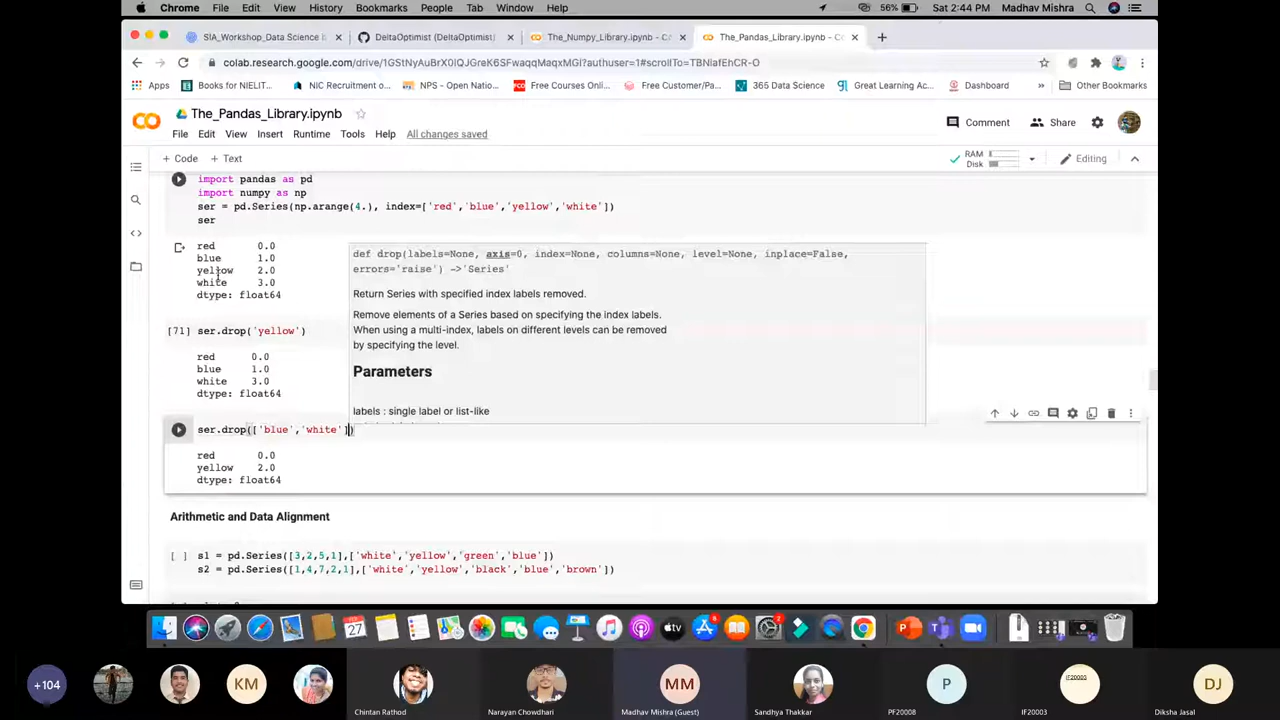 Chrome File Edit View History Bookmarks People Tab Window Help 56% Sat 2:44 PM Madhav Mishra
SIA_Workshop_Data Science b DeltaOptimist (DeltaOptimist) The_Numpy_Library.ipynb - Co The_Pandas_Library.ipynb - Co
colab.research.google.com/drive/1GStNyAuBrX0IQJGreK6SFwaqqMaqxMGI?authuser=1#scrollTo=TBNiafEhCR-O
Apps Books for NIELIT... NIC Recruitment or... NPS - Open Natio... Free Courses Onlin... Free Customer/Pa... 365 Data Science Great Learning Ac... Dashboard » Other Bookmarks
The_Pandas_Library.ipynb
File Edit View Insert Runtime Tools Help All changes saved
Comment Share
+ Code + Text
RAM
Disk
Editing
import pandas as pd
import numpy as np
ser = pd.Series(np.arange(4.), index=['red','blue','yellow','white'])
ser
red 0.0
blue 1.0
yellow 2.0
white 3.0
dtype: float64
def drop(labels=None, axis=0, index=None, columns=None, level=None, inplace=False,
errors='raise') ->'Series'
Return Series with specified index labels removed.
Remove elements of a Series based on specifying the index labels.
When using a multi-index, labels on different levels can be removed
by specifying the level.
Parameters
labels : single label or list-like
[71] ser.drop('yellow')
red 0.0
blue 1.0
white 3.0
dtype: float64
ser.drop(['blue','white'])
red 0.0
yellow 2.0
dtype: float64
Arithmetic and Data Alignment
[ ] s1 = pd.Series([3,2,5,1],['white','yellow','green','blue'])
s2 = pd.Series([1,4,7,2,1],['white','yellow','black','blue','brown'])
+104 KM MM P IF20003 DJ
Chintan Rathod Narayan Chowdhari Madhav Mishra (Guest) Sandhya Thakkar PF20008 IF20003 Diksha Jasal